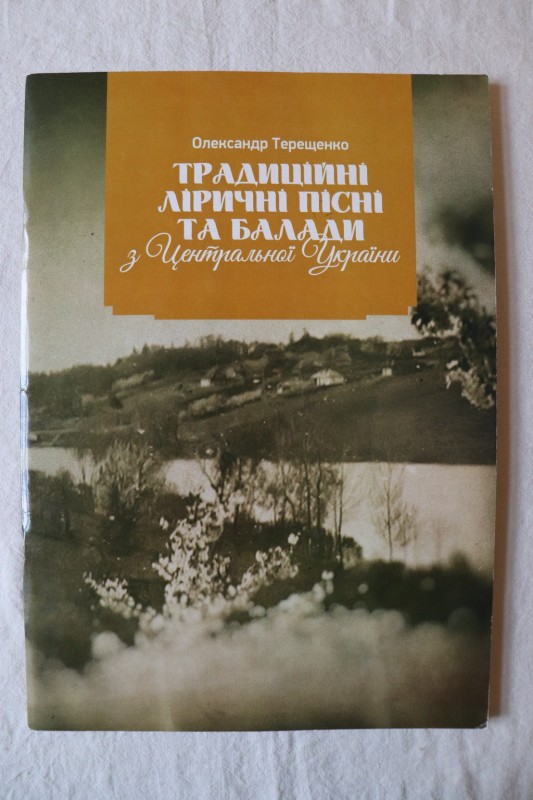 Олександр Терещенко
ТРАДИЦІЙНІ
ЛІРИЧНІ ПІСНІ
ТА БАЛАДИ
з Центральної України